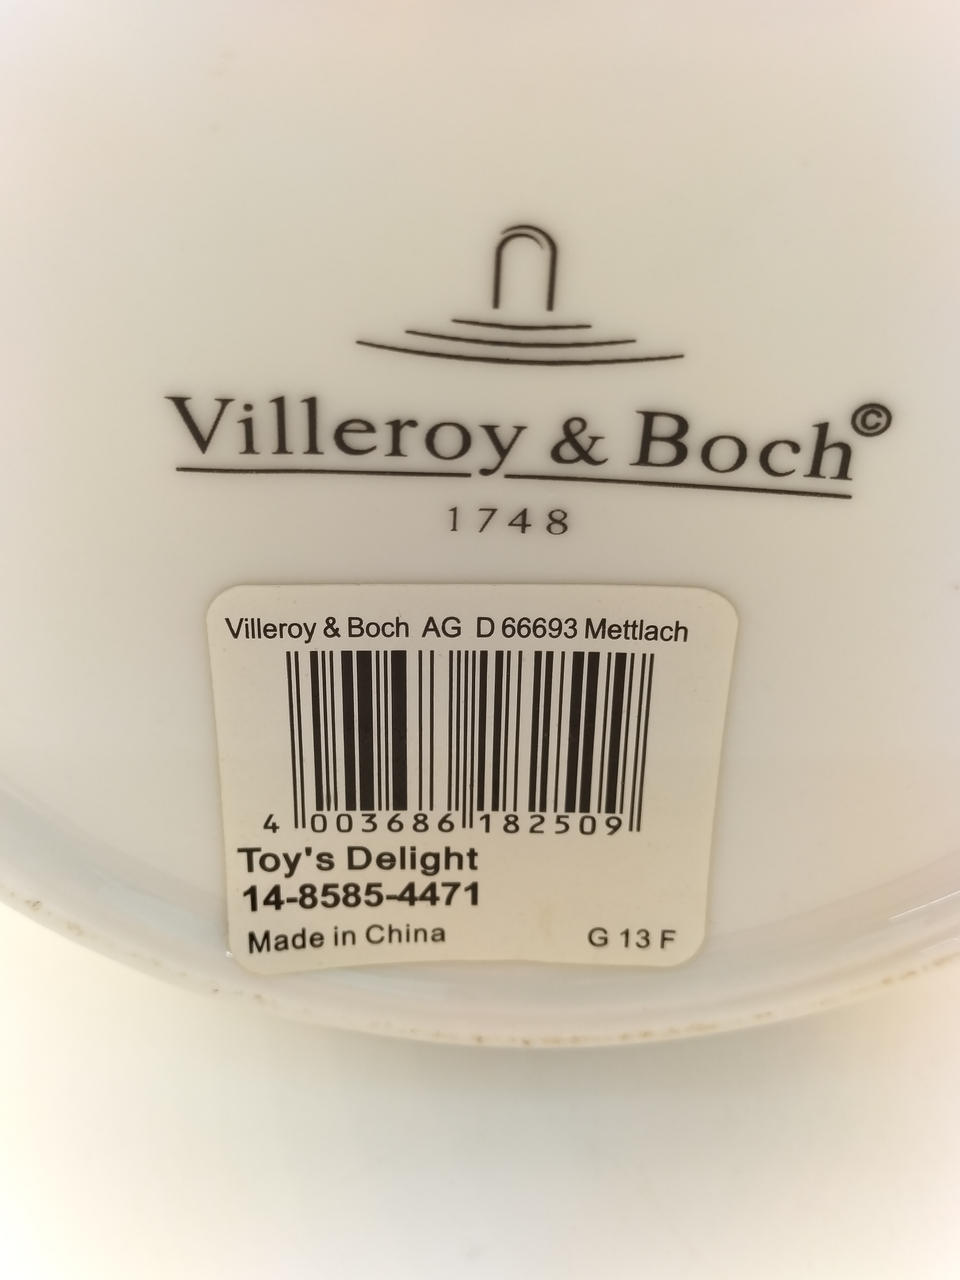 Villeroy & Boch©
1748
Villeroy & Boch AG D 66693 Mettlach
4 003686 182509
Toy's Delight
14-8585-4471
Made in China G 13 F